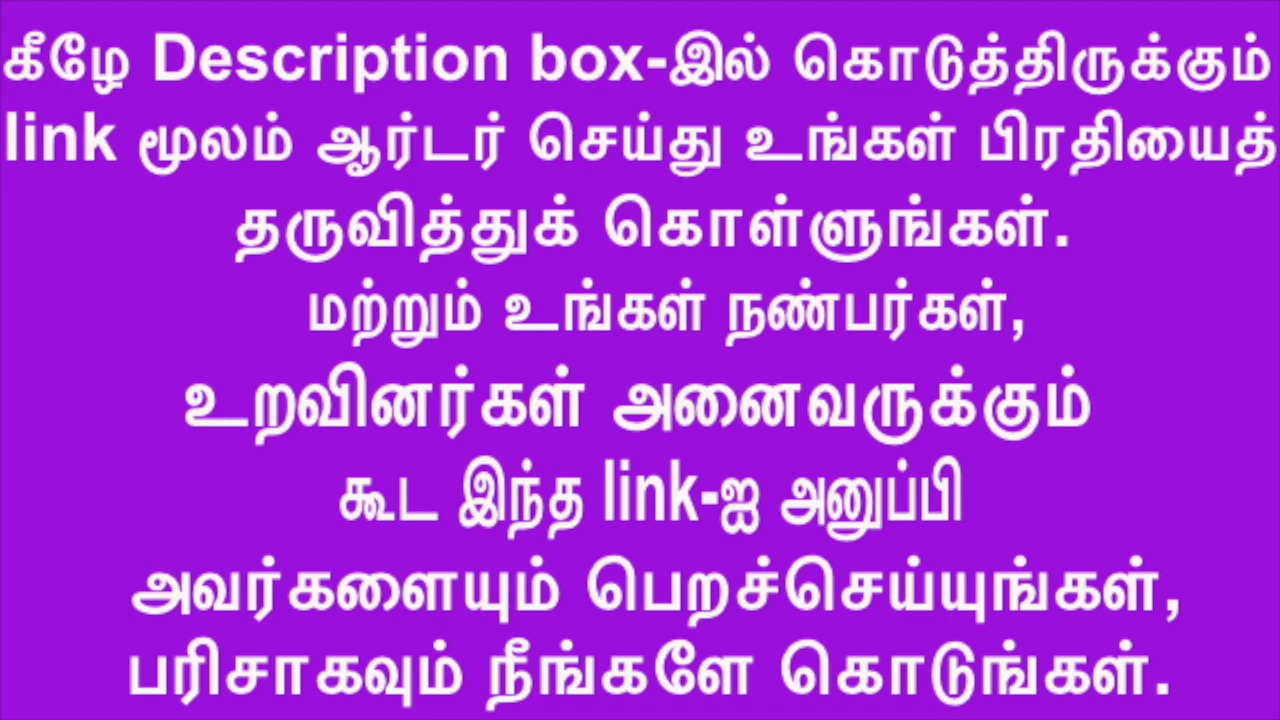 கீழே Description box-இல் கொடுத்திருக்கும்
link மூலம் ஆர்டர் செய்து உங்கள் பிரதியைத்
தருவித்துக் கொள்ளுங்கள்.
மற்றும் உங்கள் நண்பர்கள்,
உறவினர்கள் அனைவருக்கும்
கூட இந்த link-ஐ அனுப்பி
அவர்களையும் பெறச்செய்யுங்கள்,
பரிசாகவும் நீங்களே கொடுங்கள்.